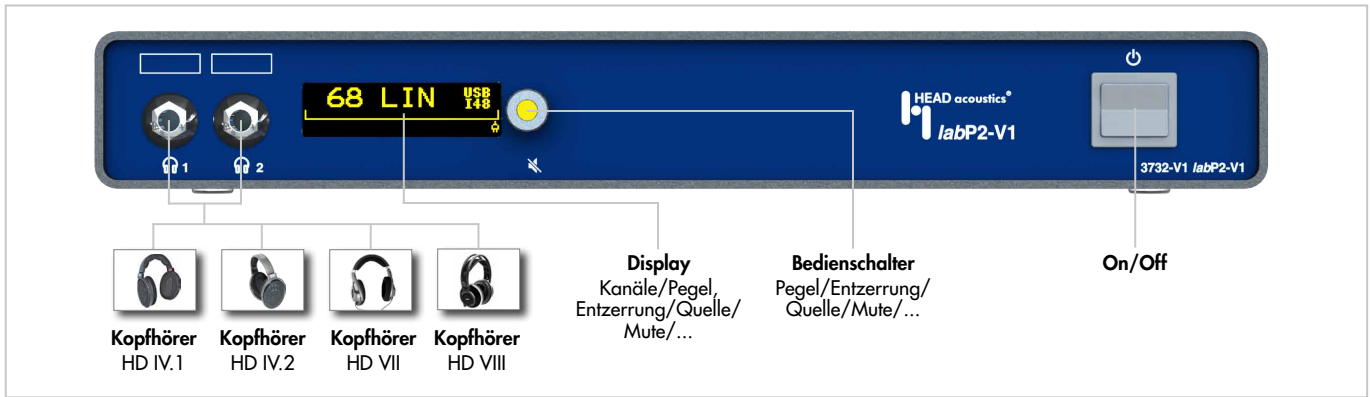 68 LIN
USB
I48
1
2
HEAD acoustics®
labP2-V1
3732-V1 labP2-V1
Kopfhörer
HD IV.1
Kopfhörer
HD IV.2
Kopfhörer
HD VII
Kopfhörer
HD VIII
Display
Kanäle/Pegel,
Entzerrung/Quelle/
Mute/...
Bedienschalter
Pegel/Entzerrung/
Quelle/Mute/...
On/Off